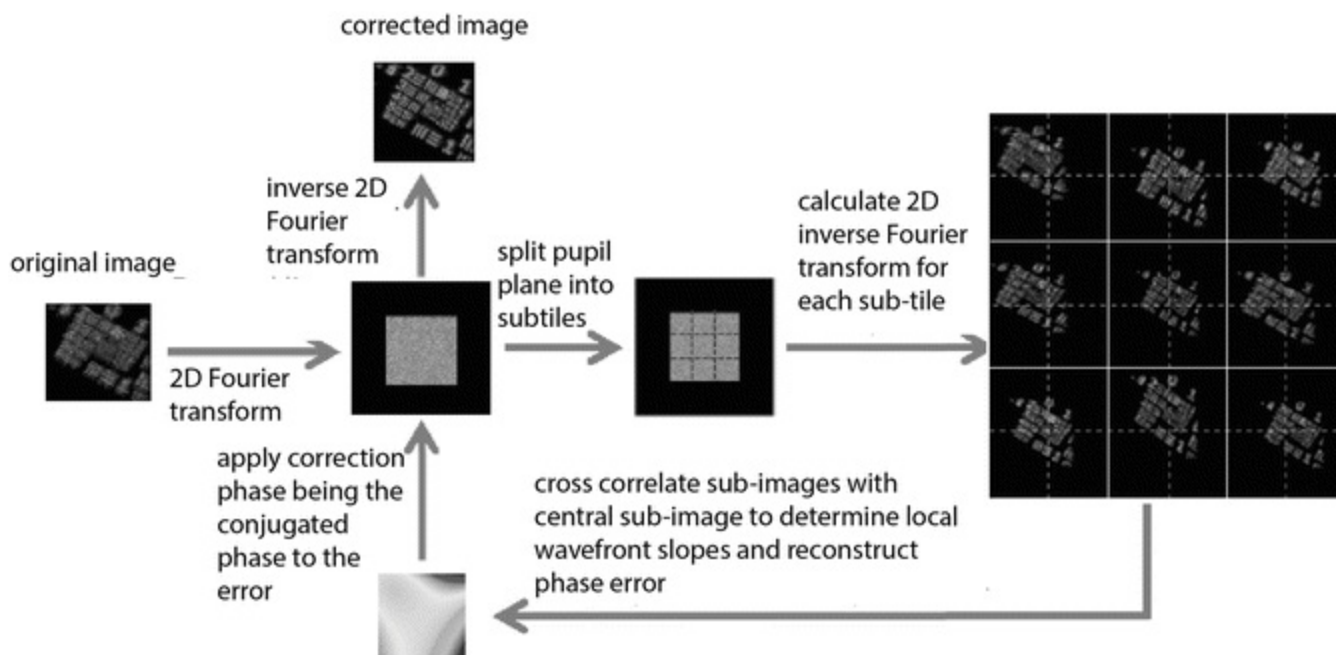 corrected image
inverse 2D
Fourier
transform
original image
split pupil
plane into
subtiles
calculate 2D
inverse Fourier
transform for
each sub-tile
2D Fourier
transform
apply correction
phase being the
conjugated
phase to the
error
cross correlate sub-images with
central sub-image to determine local
wavefront slopes and reconstruct
phase error